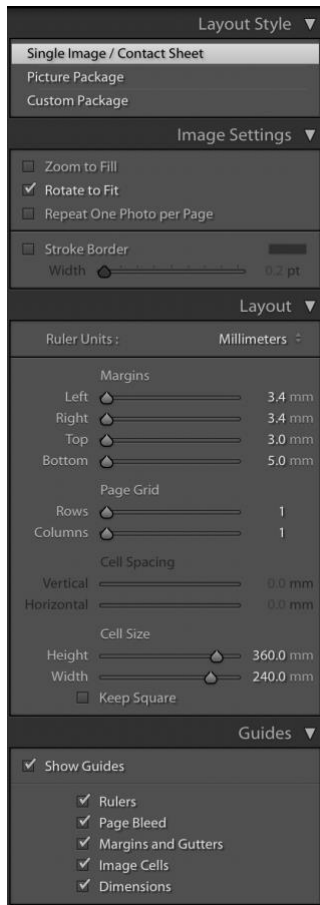 Layout Style
Single Image / Contact Sheet
Picture Package
Custom Package
Image Settings
Zoom to Fill
Rotate to Fit
Repeat One Photo per Page
Stroke Border
Width 0.2 pt
Layout
Ruler Units : Millimeters
Margins
Left 3.4 mm
Right 3.4 mm
Top 3.0 mm
Bottom 5.0 mm
Page Grid
Rows 1
Columns 1
Cell Spacing
Vertical 0.0 mm
Horizontal 0.0 mm
Cell Size
Height 360.0 mm
Width 240.0 mm
Keep Square
Guides
Show Guides
Rulers
Page Bleed
Margins and Gutters
Image Cells
Dimensions